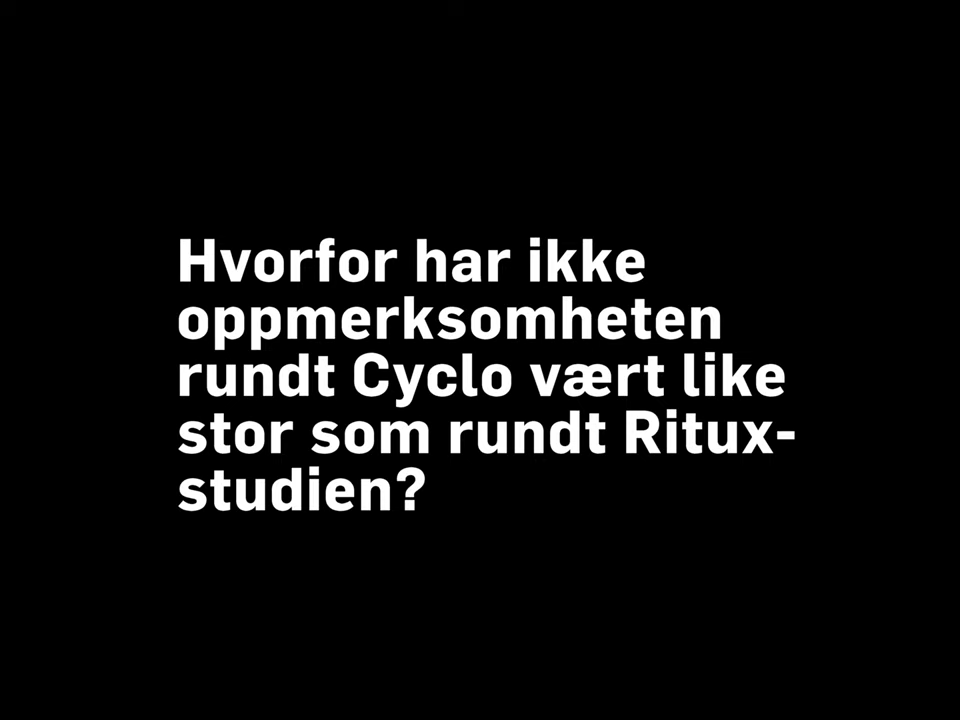 Hvorfor har ikke
oppmerksomheten
rundt Cyclo vært like
stor som rundt Ritux-
studien?